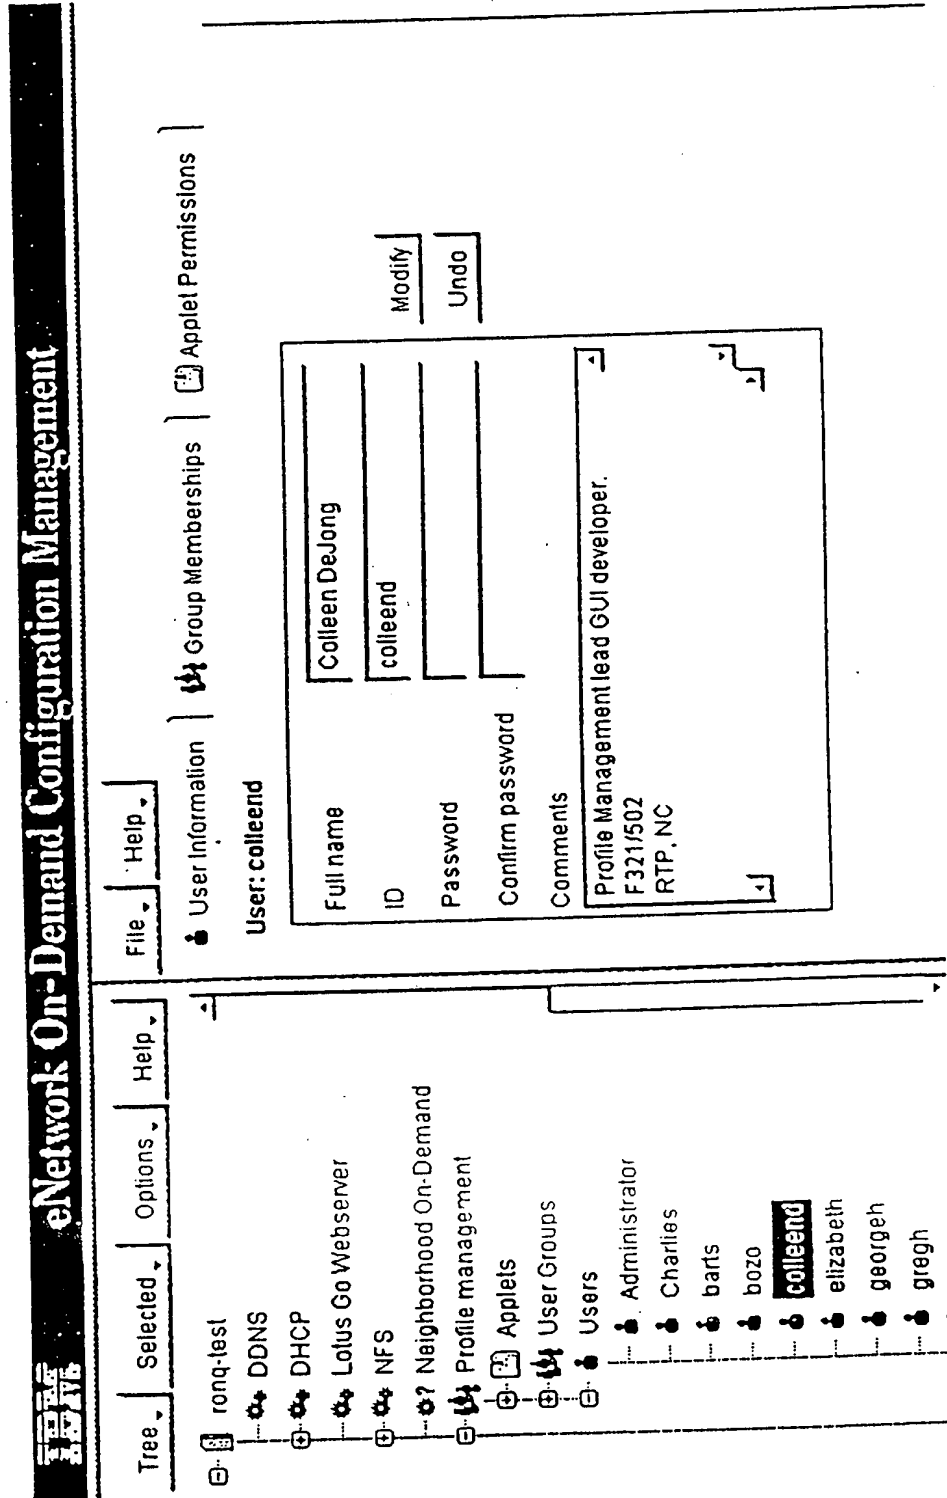 eNetwork On-Demand Configuration Management
Tree
Selected
Options
Help
ronq-test
DDNS
DHCP
Lotus Go Webserver
NFS
Neighborhood On-Demand
Profile management
Applets
User Groups
Users
Administrator
Charlies
barts
bozo
colleend
elizabeth
georgeh
gregh
File
Help
User Information
Group Memberships
Applet Permissions
User: colleend
Full name
Colleen DeJong
ID
colleend
Password
Confirm password
Comments
Profile Management lead GUI developer.
F321/502
RTP, NC
Modify
Undo